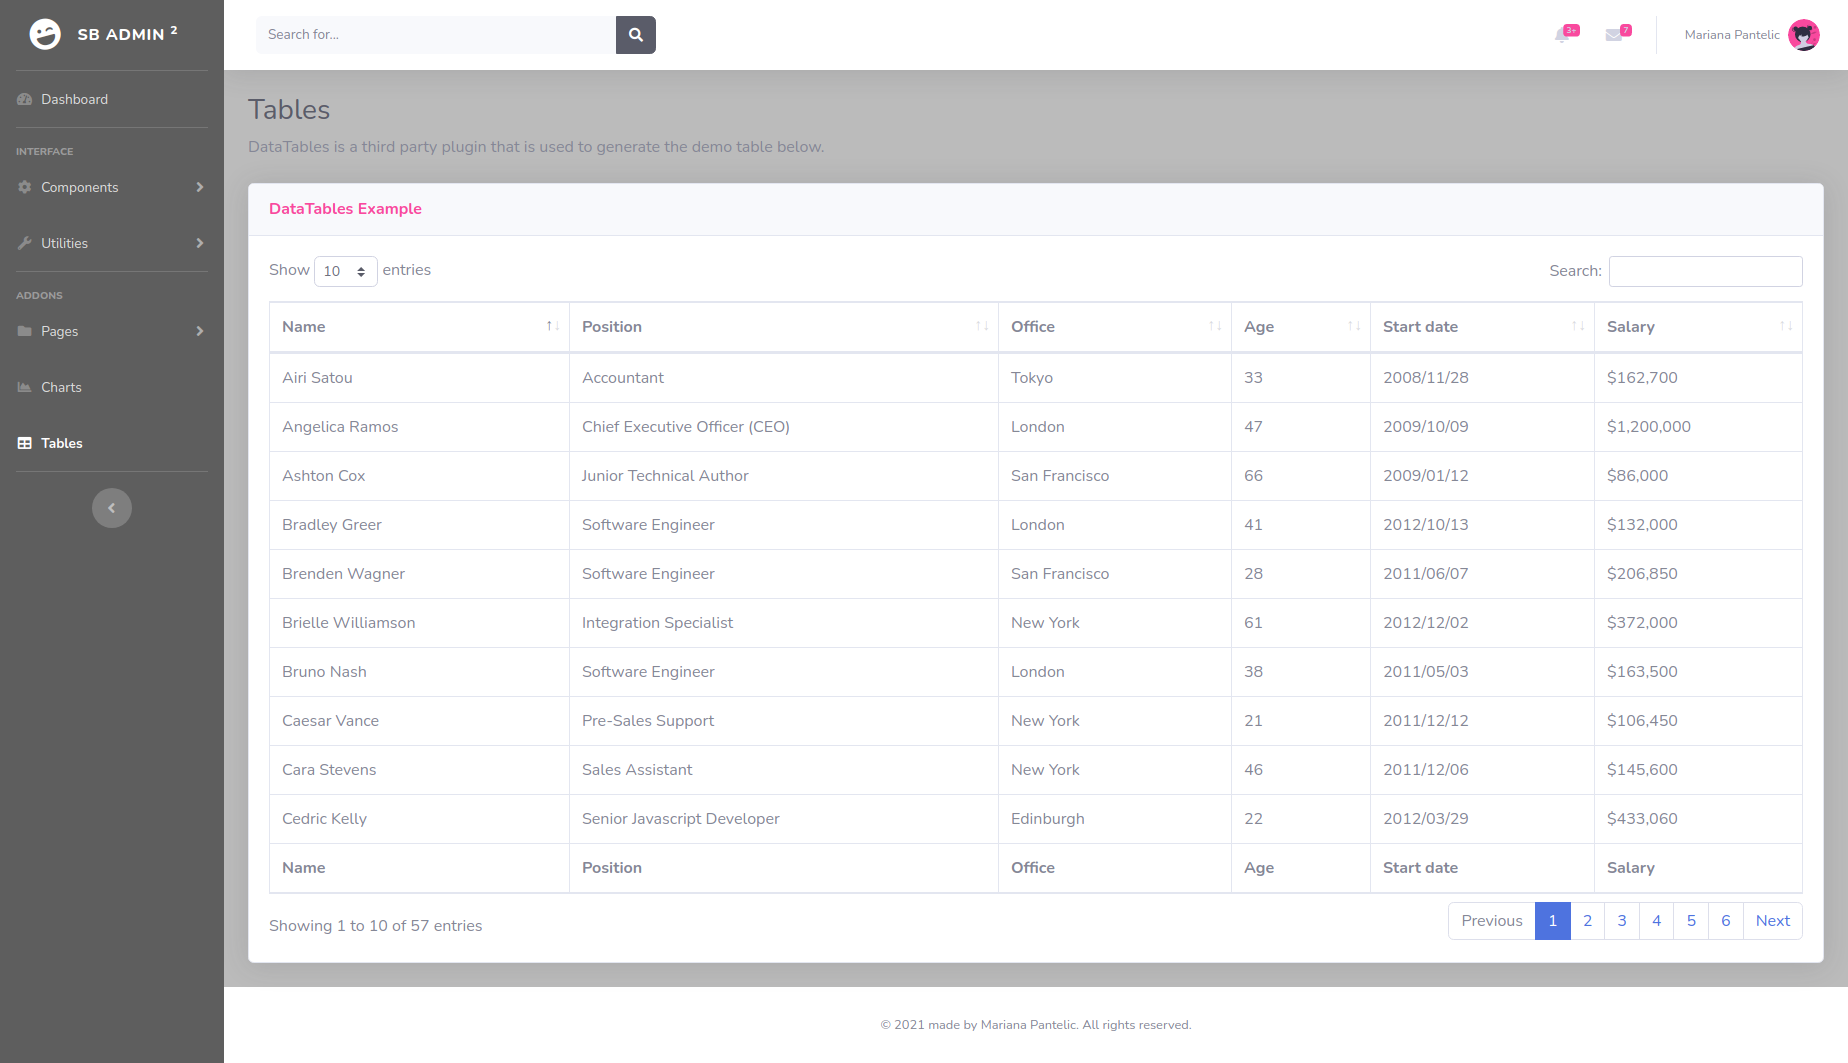 SB ADMIN 2
Dashboard
INTERFACE
Components
Utilities
ADDONS
Pages
Charts
Tables
Search for...
3+
7
Mariana Pantelic
Tables
DataTables is a third party plugin that is used to generate the demo table below.
DataTables Example
Show 10 entries
Search:
Name Position Office Age Start date Salary
Airi Satou Accountant Tokyo 33 2008/11/28 $162,700
Angelica Ramos Chief Executive Officer (CEO) London 47 2009/10/09 $1,200,000
Ashton Cox Junior Technical Author San Francisco 66 2009/01/12 $86,000
Bradley Greer Software Engineer London 41 2012/10/13 $132,000
Brenden Wagner Software Engineer San Francisco 28 2011/06/07 $206,850
Brielle Williamson Integration Specialist New York 61 2012/12/02 $372,000
Bruno Nash Software Engineer London 38 2011/05/03 $163,500
Caesar Vance Pre-Sales Support New York 21 2011/12/12 $106,450
Cara Stevens Sales Assistant New York 46 2011/12/06 $145,600
Cedric Kelly Senior Javascript Developer Edinburgh 22 2012/03/29 $433,060
Name Position Office Age Start date Salary
Showing 1 to 10 of 57 entries
Previous 1 2 3 4 5 6 Next
© 2021 made by Mariana Pantelic. All rights reserved.